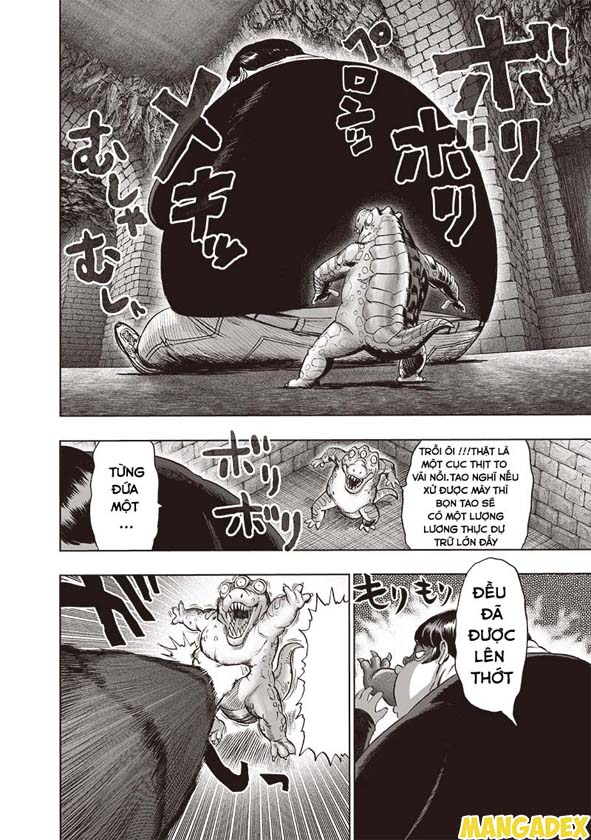 ボリ
ボリ
プロンッ
メキッ
むしゃ
むし
TRỜI ÔI !!!THẬT LÀ
MỘT CỤC THỊT TO
VÃI NỒI.TAO NGHĨ NẾU
XỬ ĐƯỢC MÀY THÌ
BỌN TAO SẼ
CÓ MỘT LƯỢNG
LƯƠNG THỰC DỰ
TRỮ LỚN ĐẤY
ボリ
ボリ
TỪNG
ĐỨA
MỘT
...
もりもり
ĐỀU
ĐÃ
ĐƯỢC
LÊN
THỚT
MANGADEX